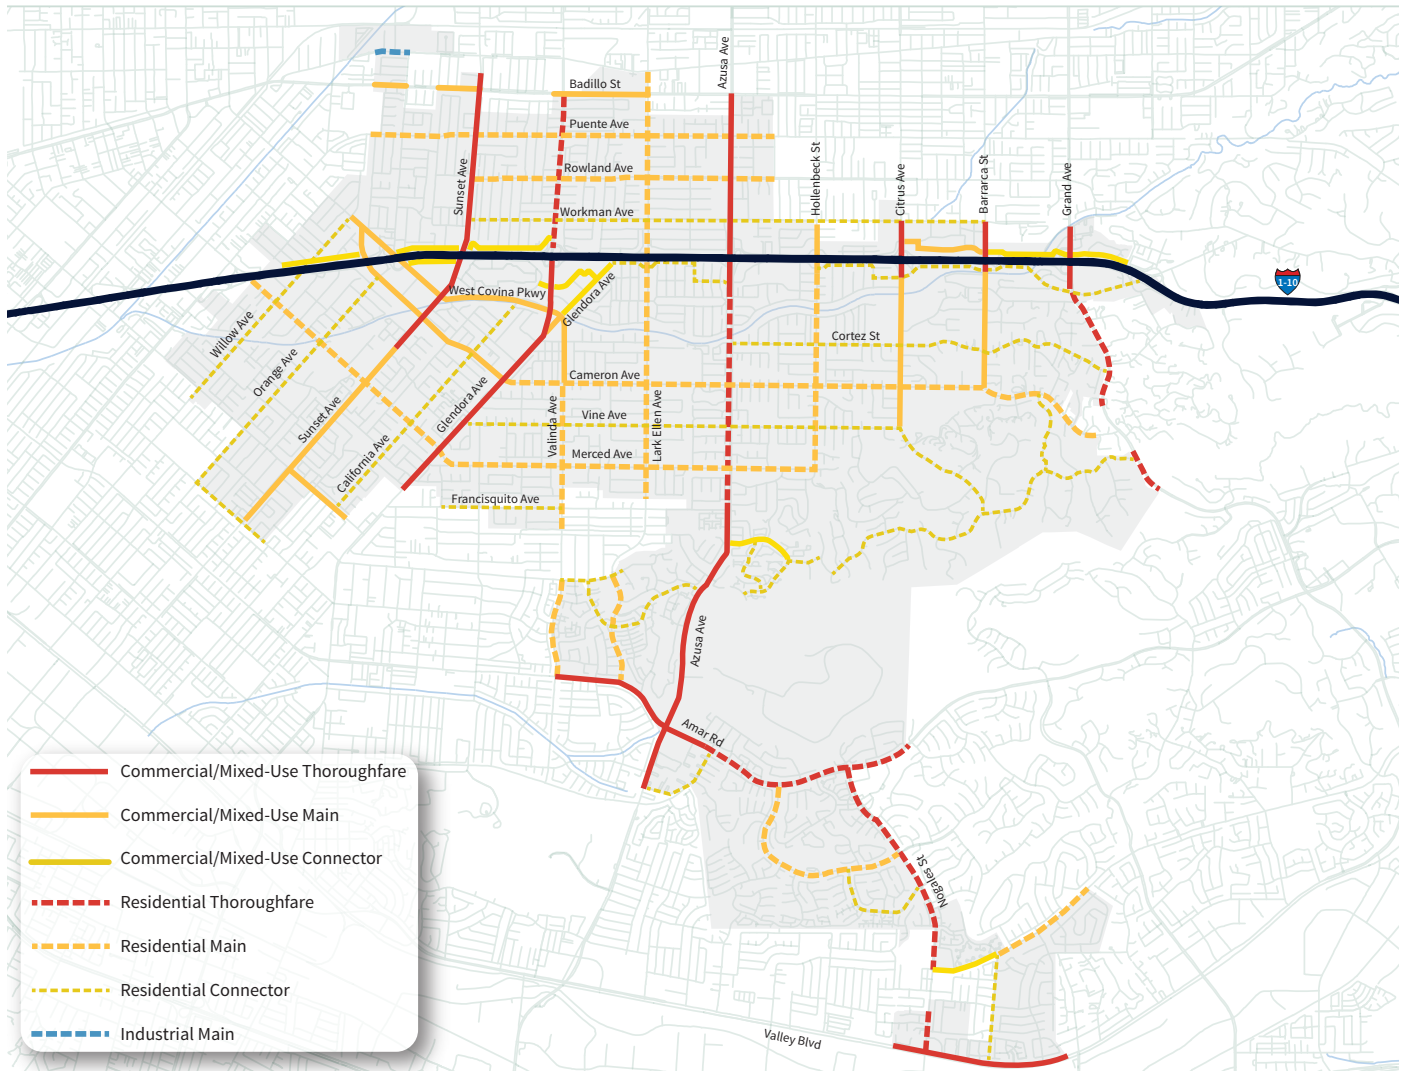 Azusa Ave
Badillo St
Puente Ave
Rowland Ave
Workman Ave
Sunset Ave
Hollenbeck St
Citrus Ave
Barrarca St
Grand Ave
1-10
West Covina Pkwy
Glendora Ave
Willow Ave
Orange Ave
Sunset Ave
Glendora Ave
California Ave
Cortez St
Cameron Ave
Valinda Ave
Vine Ave
Lark Ellen Ave
Merced Ave
Francisquito Ave
Azusa Ave
Amar Rd
Nogales St
Valley Blvd
Commercial/Mixed-Use Thoroughfare
Commercial/Mixed-Use Main
Commercial/Mixed-Use Connector
Residential Thoroughfare
Residential Main
Residential Connector
Industrial Main